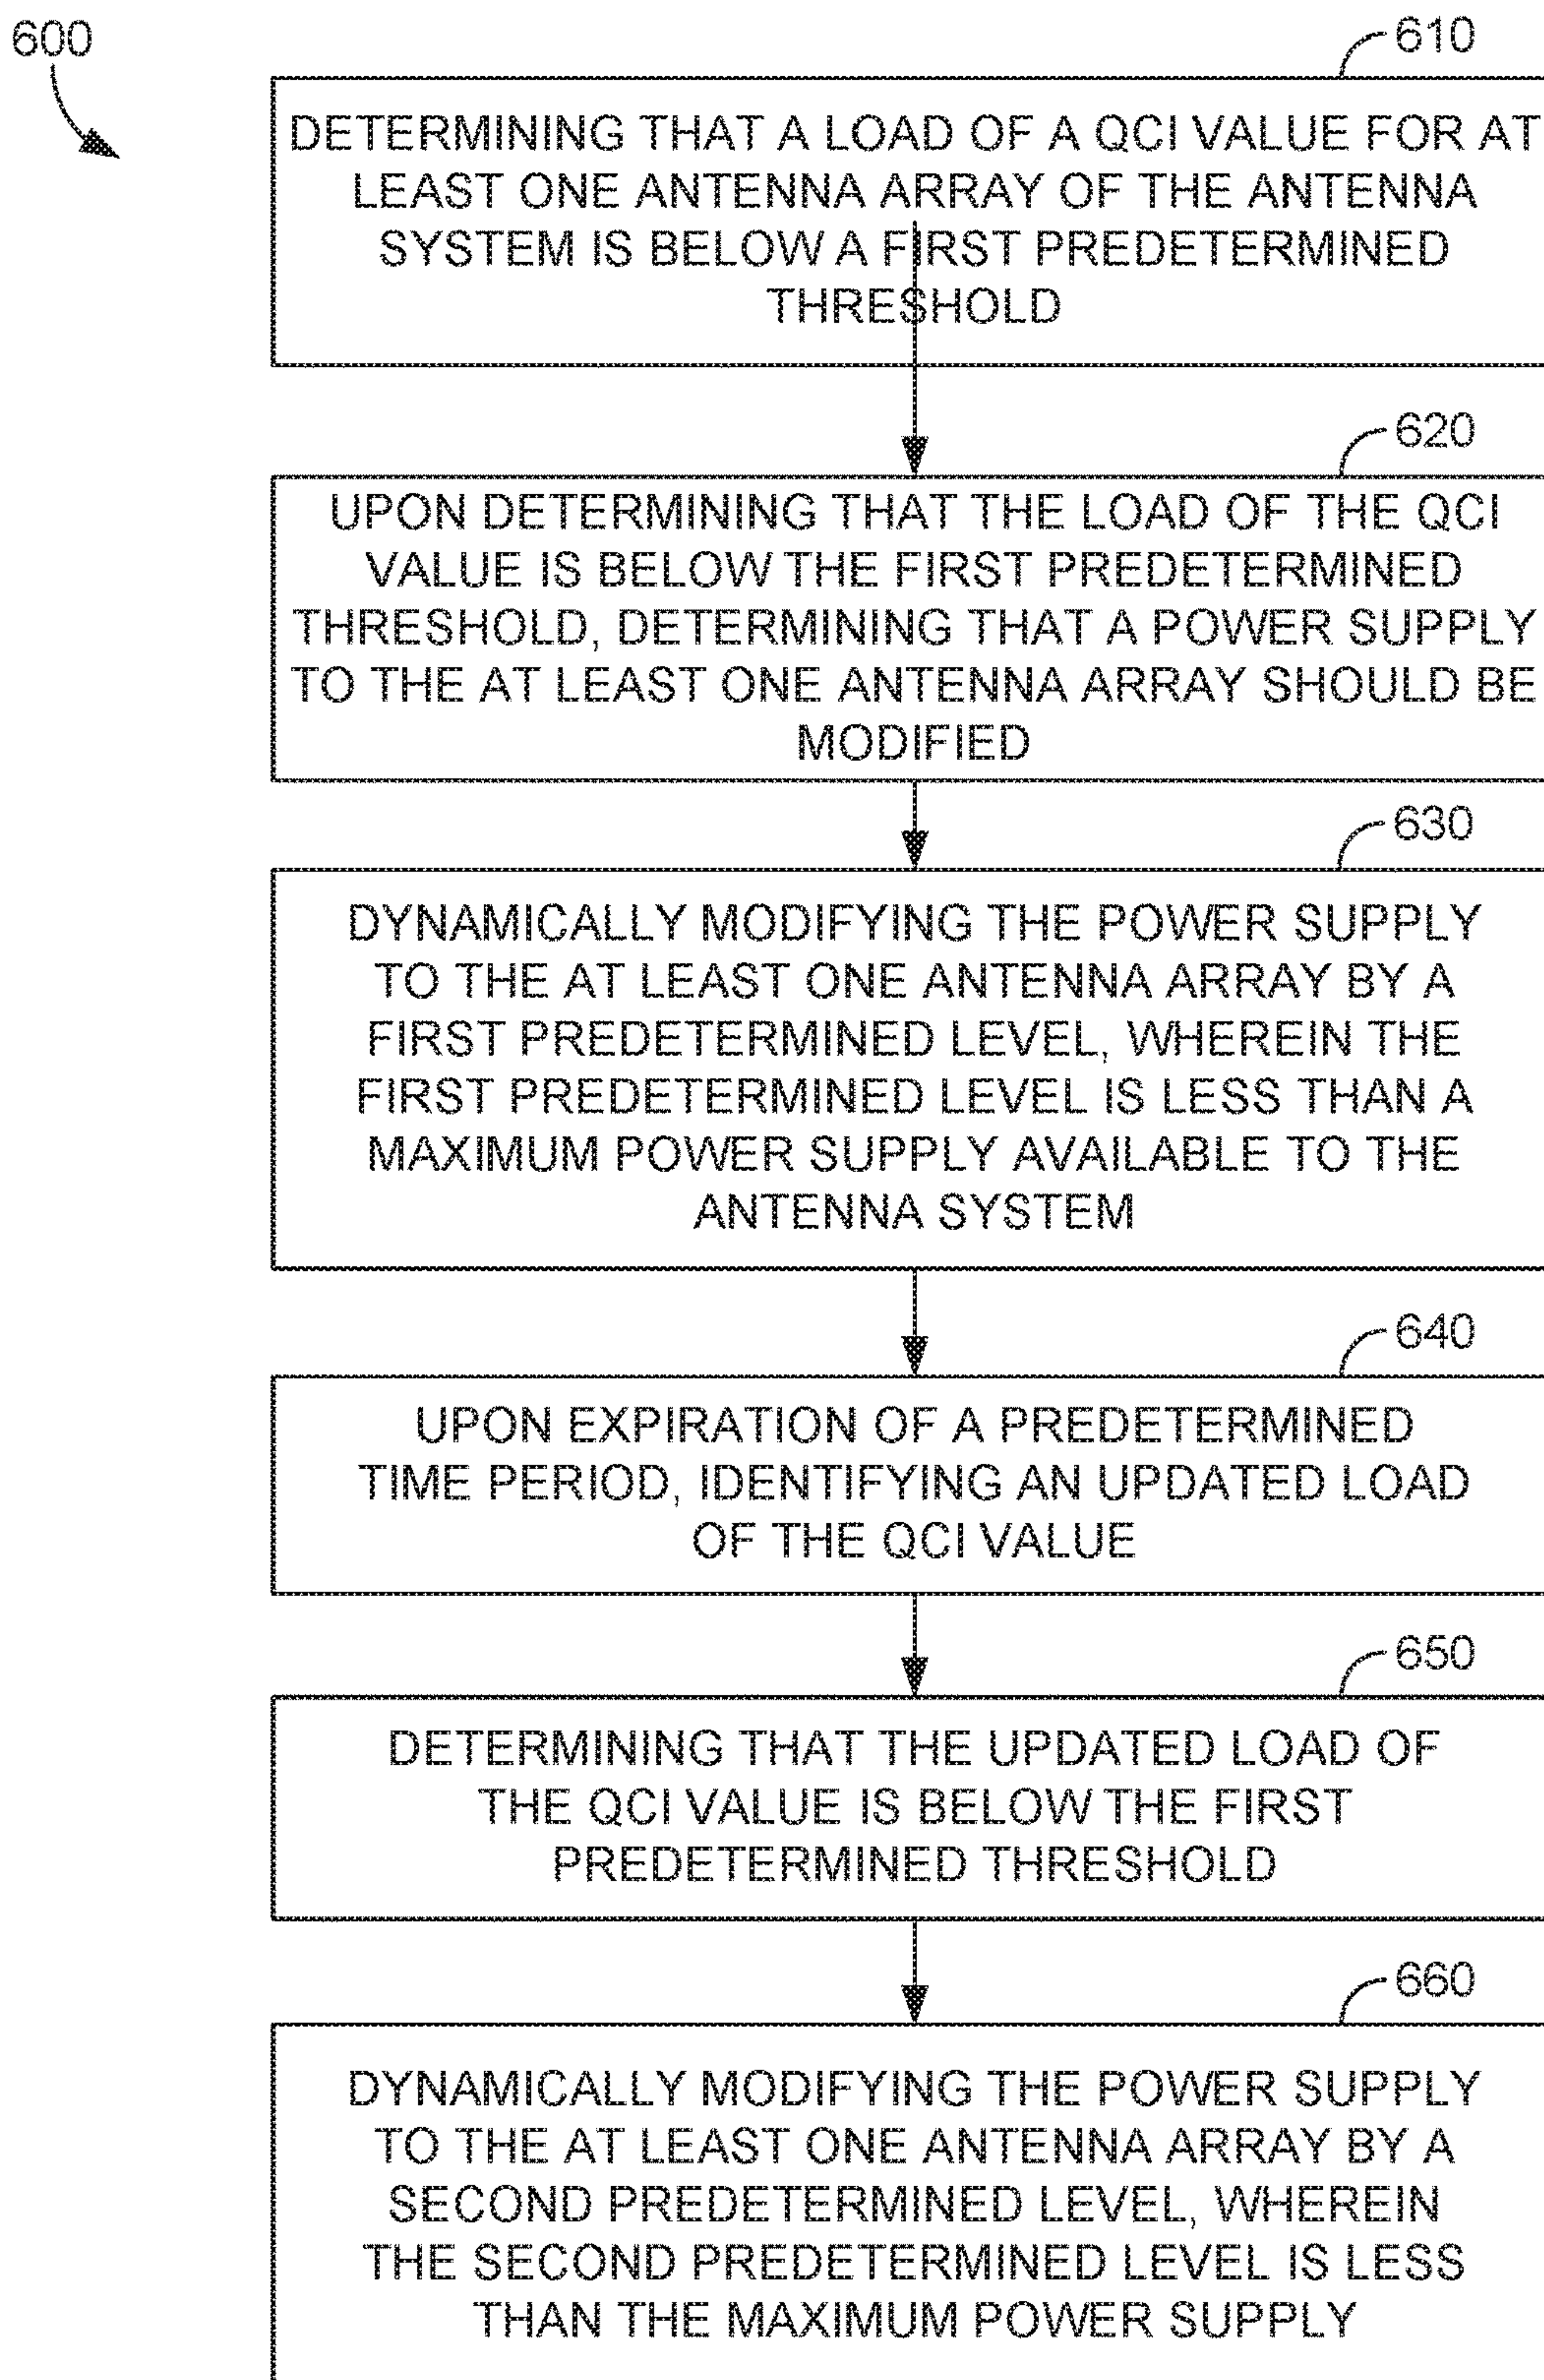 600
610
DETERMINING THAT A LOAD OF A QCI VALUE FOR AT
LEAST ONE ANTENNA ARRAY OF THE ANTENNA
SYSTEM IS BELOW A FIRST PREDETERMINED
THRESHOLD
620
UPON DETERMINING THAT THE LOAD OF THE QCI
VALUE IS BELOW THE FIRST PREDETERMINED
THRESHOLD, DETERMINING THAT A POWER SUPPLY
TO THE AT LEAST ONE ANTENNA ARRAY SHOULD BE
MODIFIED
630
DYNAMICALLY MODIFYING THE POWER SUPPLY
TO THE AT LEAST ONE ANTENNA ARRAY BY A
FIRST PREDETERMINED LEVEL, WHEREIN THE
FIRST PREDETERMINED LEVEL IS LESS THAN A
MAXIMUM POWER SUPPLY AVAILABLE TO THE
ANTENNA SYSTEM
640
UPON EXPIRATION OF A PREDETERMINED
TIME PERIOD, IDENTIFYING AN UPDATED LOAD
OF THE QCI VALUE
650
DETERMINING THAT THE UPDATED LOAD OF
THE QCI VALUE IS BELOW THE FIRST
PREDETERMINED THRESHOLD
660
DYNAMICALLY MODIFYING THE POWER SUPPLY
TO THE AT LEAST ONE ANTENNA ARRAY BY A
SECOND PREDETERMINED LEVEL, WHEREIN
THE SECOND PREDETERMINED LEVEL IS LESS
THAN THE MAXIMUM POWER SUPPLY